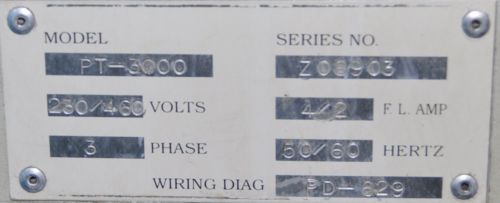 MODEL SERIES NO.
PT-3000 Z08903
230/460 VOLTS 4/2 F.L. AMP
3 PHASE 50/60 HERTZ
WIRING DIAG PD-629